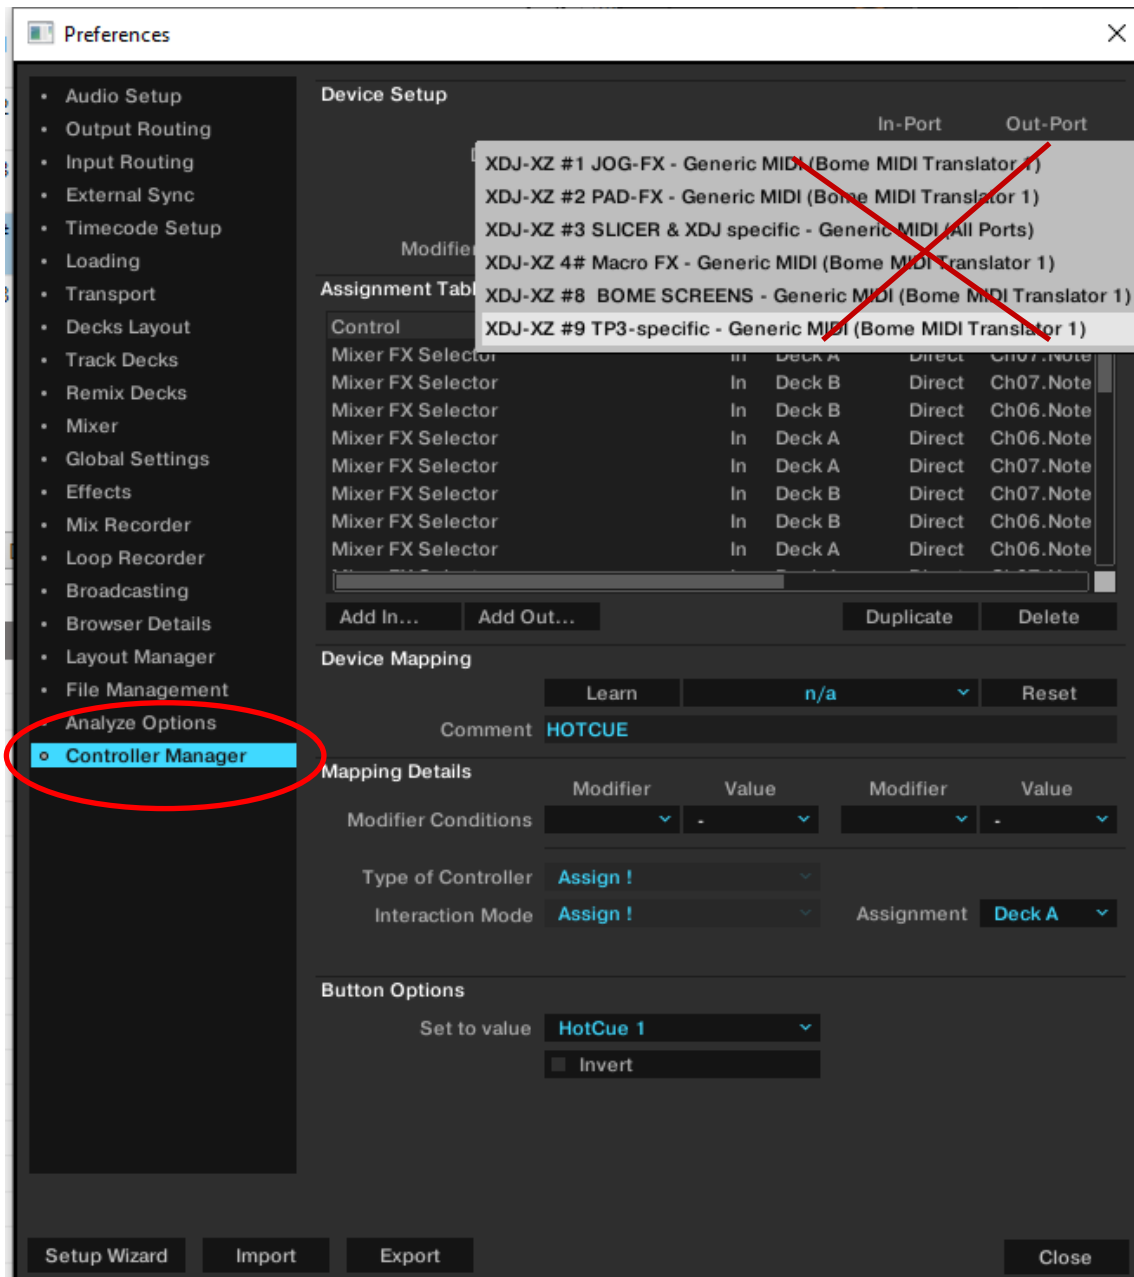 Preferences
Audio Setup
Output Routing
Input Routing
External Sync
Timecode Setup
Loading
Transport
Decks Layout
Track Decks
Remix Decks
Mixer
Global Settings
Effects
Mix Recorder
Loop Recorder
Broadcasting
Browser Details
Layout Manager
File Management
Analyze Options
Controller Manager
Device Setup
In-Port Out-Port
XDJ-XZ #1 JOG-FX - Generic MIDI (Bome MIDI Translator 1)
XDJ-XZ #2 PAD-FX - Generic MIDI (Bome MIDI Translator 1)
XDJ-XZ #3 SLICER & XDJ specific - Generic MIDI (All Ports)
Modifier
XDJ-XZ 4# Macro FX - Generic MIDI (Bome MIDI Translator 1)
XDJ-XZ #8 BOME SCREENS - Generic MIDI (Bome MIDI Translator 1)
XDJ-XZ #9 TP3-specific - Generic MIDI (Bome MIDI Translator 1)
Assignment Tabl
Control
Mixer FX Selector In Deck A Direct Ch07.Note
Mixer FX Selector In Deck B Direct Ch07.Note
Mixer FX Selector In Deck B Direct Ch06.Note
Mixer FX Selector In Deck A Direct Ch06.Note
Mixer FX Selector In Deck A Direct Ch07.Note
Mixer FX Selector In Deck B Direct Ch07.Note
Mixer FX Selector In Deck B Direct Ch06.Note
Mixer FX Selector In Deck A Direct Ch06.Note
Add In... Add Out... Duplicate Delete
Device Mapping
Learn n/a Reset
Comment HOTCUE
Mapping Details
Modifier Value Modifier Value
Modifier Conditions - -
Type of Controller Assign !
Interaction Mode Assign ! Assignment Deck A
Button Options
Set to value HotCue 1
Invert
Setup Wizard Import Export Close